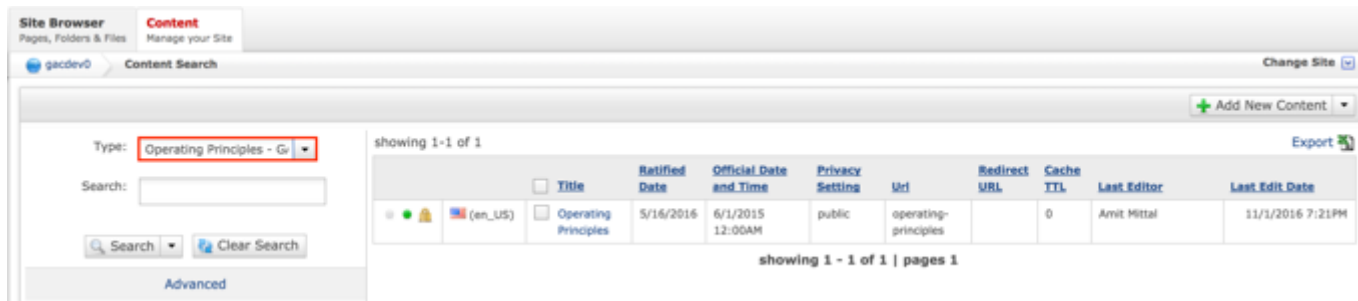 Site Browser
Pages, Folders & Files
Content
Manage your Site
gacdev0
Content Search
Change Site
Add New Content
Type:
Operating Principles - G
Search:
Search
Clear Search
Advanced
showing 1-1 of 1
Export
Title
Ratified
Date
Official Date
and Time
Privacy
Setting
Url
Redirect
URL
Cache
TTL
Last Editor
Last Edit Date
(en_US)
Operating
Principles
5/16/2016
6/1/2015
12:00AM
public
operating-
principles
0
Amit Mittal
11/1/2016 7:21PM
showing 1 - 1 of 1 | pages 1